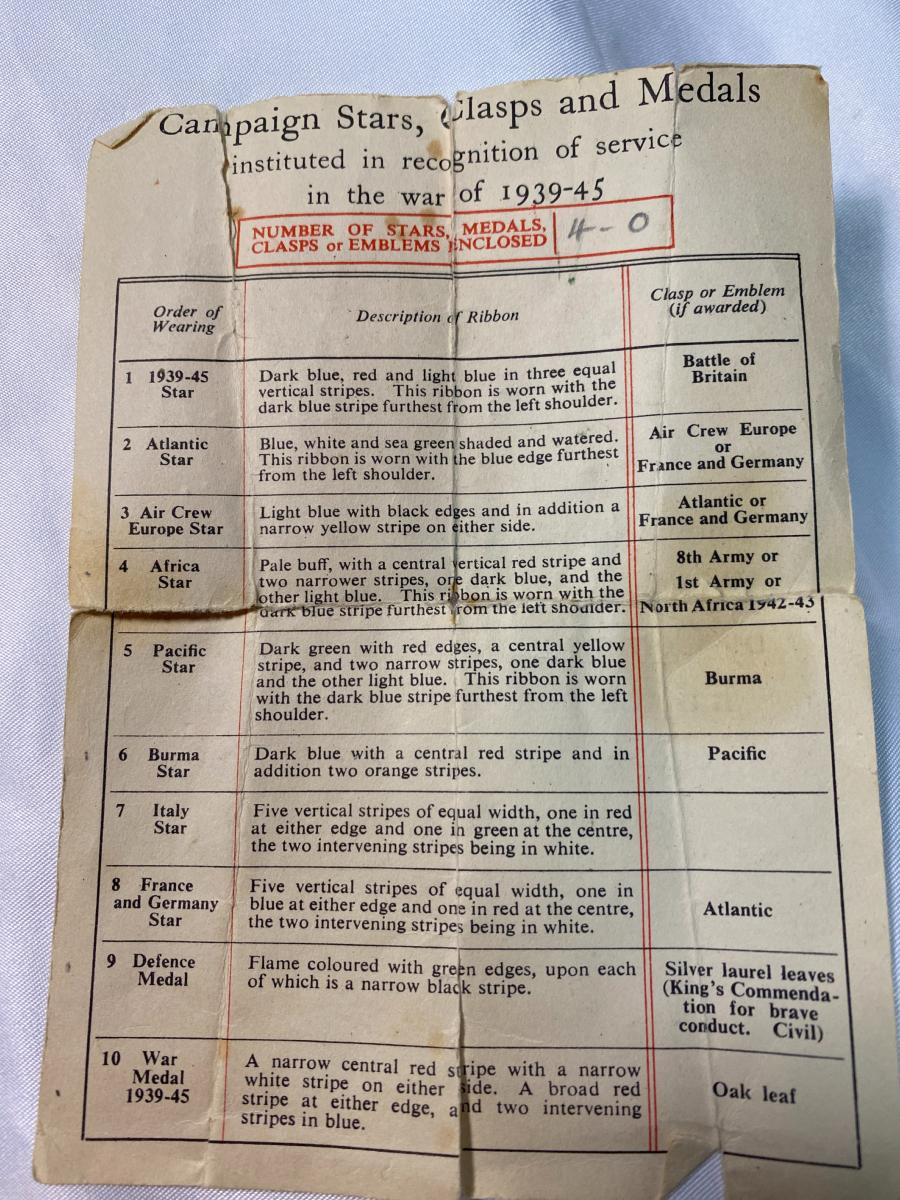 Campaign Stars, Clasps and Medals
instituted in recognition of service
in the war of 1939-45
NUMBER OF STARS, MEDALS,
CLASPS or EMBLEMS ENCLOSED
4 - 0
Order of
Wearing
Description of Ribbon
Clasp or Emblem
(if awarded)
1 1939-45
Star
Dark blue, red and light blue in three equal
vertical stripes. This ribbon is worn with the
dark blue stripe furthest from the left shoulder.
Battle of
Britain
2 Atlantic
Star
Blue, white and sea green shaded and watered.
This ribbon is worn with the blue edge furthest
from the left shoulder.
Air Crew Europe
or
France and Germany
3 Air Crew
Europe Star
Light blue with black edges and in addition a
narrow yellow stripe on either side.
Atlantic or
France and Germany
4 Africa
Star
Pale buff, with a central vertical red stripe and
two narrower stripes, one dark blue, and the
other light blue. This ribbon is worn with the
dark blue stripe furthest from the left shoulder.
8th Army or
1st Army or
North Africa 1942-43
5 Pacific
Star
Dark green with red edges, a central yellow
stripe, and two narrow stripes, one dark blue
and the other light blue. This ribbon is worn
with the dark blue stripe furthest from the left
shoulder.
Burma
6 Burma
Star
Dark blue with a central red stripe and in
addition two orange stripes.
Pacific
7 Italy
Star
Five vertical stripes of equal width, one in red
at either edge and one in green at the centre,
the two intervening stripes being in white.
8 France
and Germany
Star
Five vertical stripes of equal width, one in
blue at either edge and one in red at the centre,
the two intervening stripes being in white.
Atlantic
9 Defence
Medal
Flame coloured with green edges, upon each
of which is a narrow black stripe.
Silver laurel leaves
(King's Commenda-
tion for brave
conduct. Civil)
10 War
Medal
1939-45
A narrow central red stripe with a narrow
white stripe on either side. A broad red
stripe at either edge, and two intervening
stripes in blue.
Oak leaf